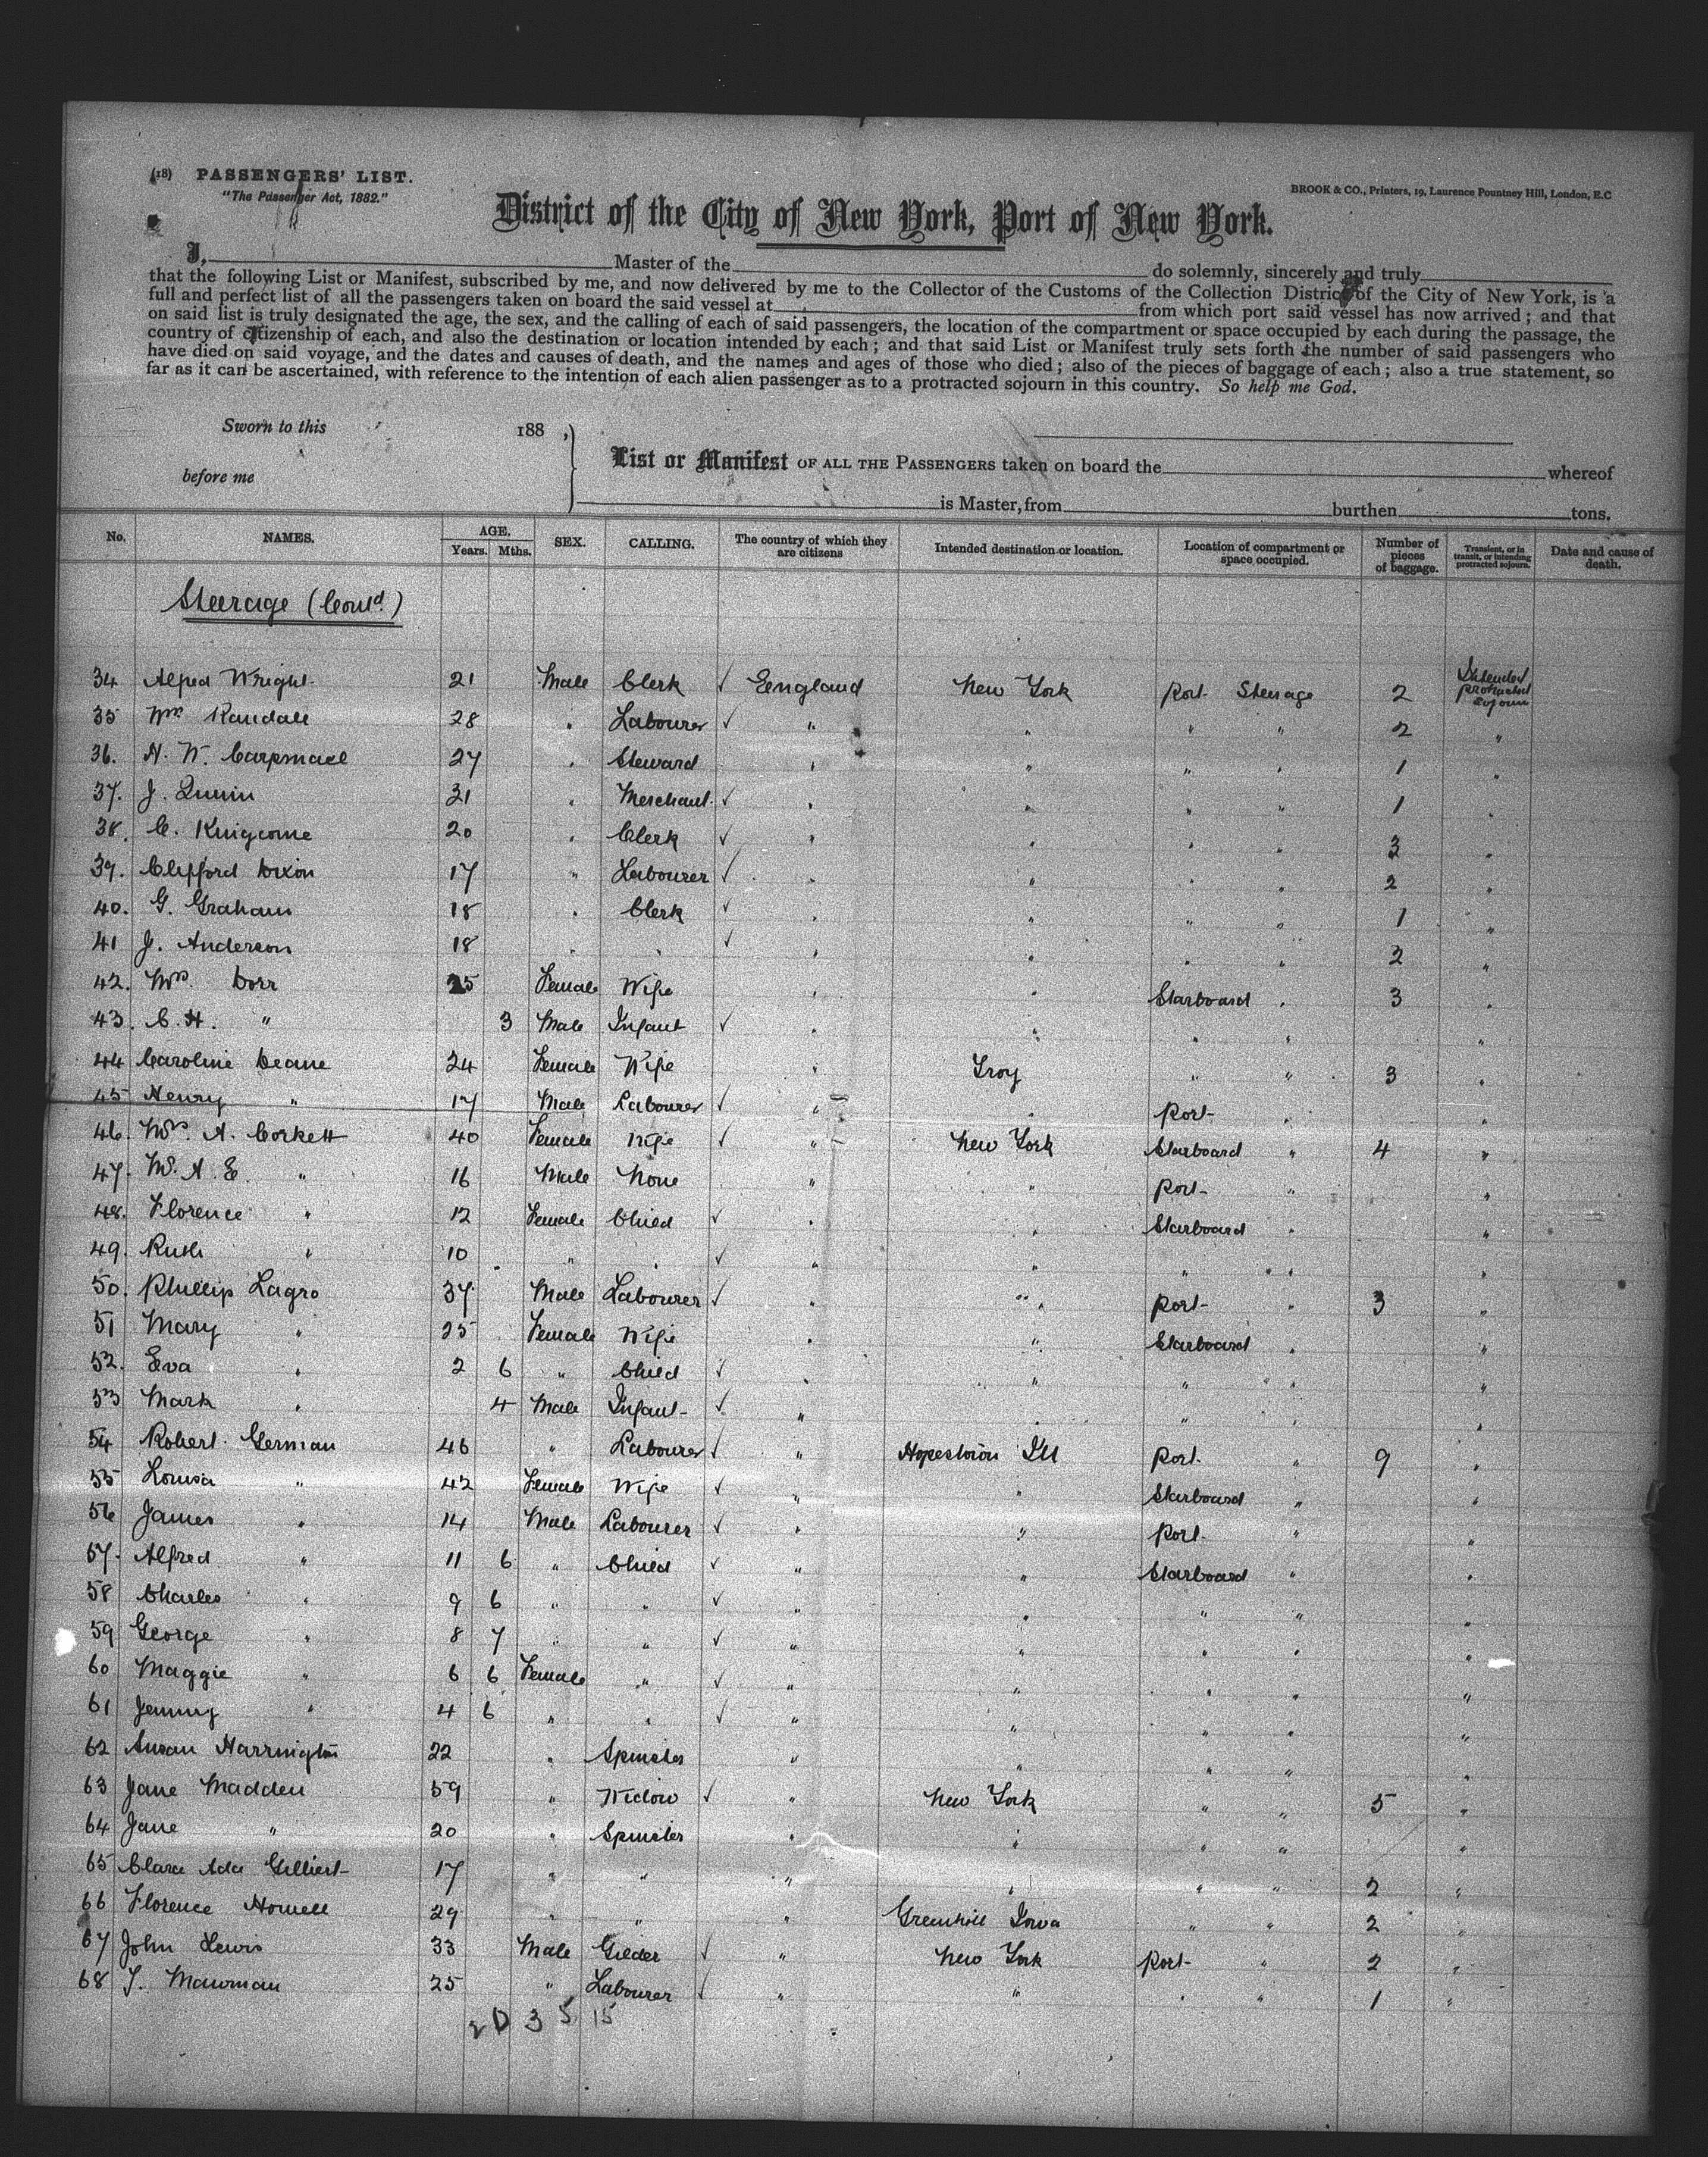 (18) PASSENGERS' LIST.
"The Passenger Act, 1882."
BROOK & CO., Printers, 19, Laurence Pountney Hill, London, E.C
District of the City of New York, Port of New York.
I, Master of the do solemnly, sincerely and truly
that the following List or Manifest, subscribed by me, and now delivered by me to the Collector of the Customs of the Collection District of the City of New York, is a
full and perfect list of all the passengers taken on board the said vessel at from which port said vessel has now arrived; and that
on said list is truly designated the age, the sex, and the calling of each of said passengers, the location of the compartment or space occupied by each during the passage, the
country of citizenship of each, and also the destination or location intended by each; and that said List or Manifest truly sets forth the number of said passengers who
have died on said voyage, and the dates and causes of death, and the names and ages of those who died; also of the pieces of baggage of each; also a true statement, so
far as it can be ascertained, with reference to the intention of each alien passenger as to a protracted sojourn in this country. So help me God.
Sworn to this 188 ,
before me
List or Manifest OF ALL THE PASSENGERS taken on board the whereof
is Master, from burthen tons.
No. NAMES. AGE. Years. Mths. SEX. CALLING. The country of which they are citizens Intended destination or location. Location of compartment or space occupied. Number of pieces of baggage. Transient, or in transit, or intending protracted sojourn. Date and cause of death.
Steerage (Contd.)
34 Alfred Wright 21 Male Clerk ✓ England New York Port Steerage 2 Intended protracted sojourn
35 Wm Randall 28 " Labourer ✓ " " " " 2 "
36. H. W. Carpmael 27 " Steward " " " " 1 "
37. J. Quinn 31 " Merchant ✓ " " " " 1 "
38. C. Kingcome 20 " Clerk ✓ " " " " 3 "
39. Clifford Dixon 17 " Labourer ✓ " " " " 2 "
40. G. Graham 18 " Clerk ✓ " " " " 1 "
41 J. Anderson 18 " " ✓ " " " " 2 "
42. Mrs. Dorr 25 Female Wife " " Starboard " 3 "
43. C. H. " 3 Male Infant ✓ " " " " "
44 Caroline Deane 24 Female Wife " Troy " " 3 "
45 Henry " 17 Male Labourer ✓ " " Port "
46. Mrs. A. Corkett 40 Female Wife ✓ " New York Starboard " 4 "
47. W. A. E. " 16 Male None " " Port " "
48. Florence " 12 Female Child ✓ " " Starboard " "
49. Ruth " 10 " " ✓ " " " " "
50. Phillip Lagro 37 Male Labourer ✓ " " Port " 3 "
51 Mary " 25 Female Wife " " Starboard " "
52. Eva " 2 6 " Child ✓ " " " " "
53 Mark " 4 Male Infant ✓ " " " "
54 Robert German 46 " Labourer ✓ " Hopestown Ill Port " 9 "
55 Louisa " 42 Female Wife ✓ " " Starboard " "
56 James " 14 Male Labourer ✓ " " Port " "
57. Alfred " 11 6 " Child ✓ " " Starboard " "
58 Charles " 9 6 " " ✓ " " " " "
59 George " 8 7 " " ✓ " " " " "
60 Maggie " 6 6 Female " ✓ " " " " "
61 Jenny " 4 6 " " ✓ " " " " "
62 Susan Harrington 22 " Spinster " " " " "
63 Jane Madden 59 " Widow ✓ " New York " " 5 "
64 Jane " 20 " Spinster " " " " "
65 Clara Ada Gilbert 17 " " " " " " 2 "
66 Florence Howell 29 " " " Greenhill Iowa " " 2 "
67 John Lewis 33 Male Gilder ✓ " New York Port " 2 "
68 T. Mawman 25 " Labourer ✓ " " " " 1 "
3 5 15